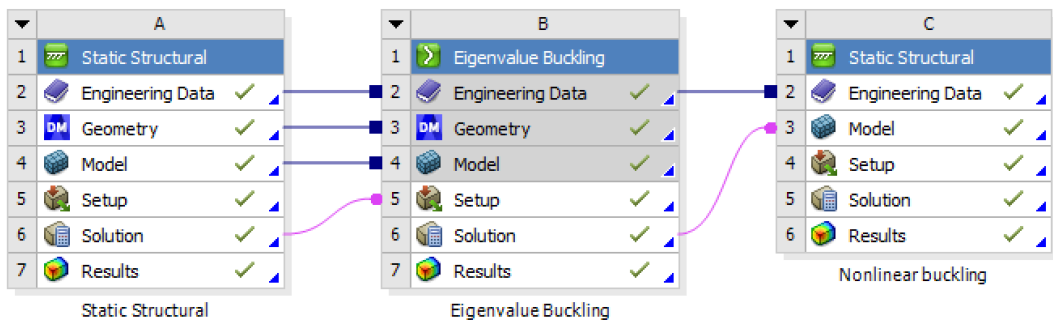 A
1 Static Structural
2 Engineering Data
3 DM Geometry
4 Model
5 Setup
6 Solution
7 Results
Static Structural
B
1 Eigenvalue Buckling
2 Engineering Data
3 DM Geometry
4 Model
5 Setup
6 Solution
7 Results
Eigenvalue Buckling
C
1 Static Structural
2 Engineering Data
3 Model
4 Setup
5 Solution
6 Results
Nonlinear buckling